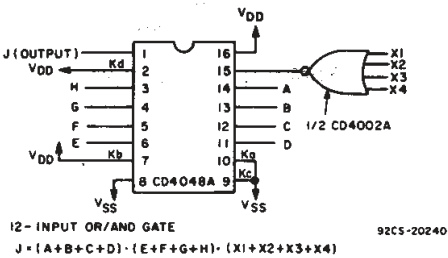 VDD
J(OUTPUT) 1 16
VDD Kd 2 15 X1
X2
X3
X4
H 3 14 A
G 4 13 B 1/2 CD4002A
F 5 12 C
E 6 11 D
VDD Kb 7 10 Ka
8 CD4048A 9 Kc
VSS VSS
12-INPUT OR/AND GATE 92CS-20240
J=(A+B+C+D)·(E+F+G+H)·(X1+X2+X3+X4)